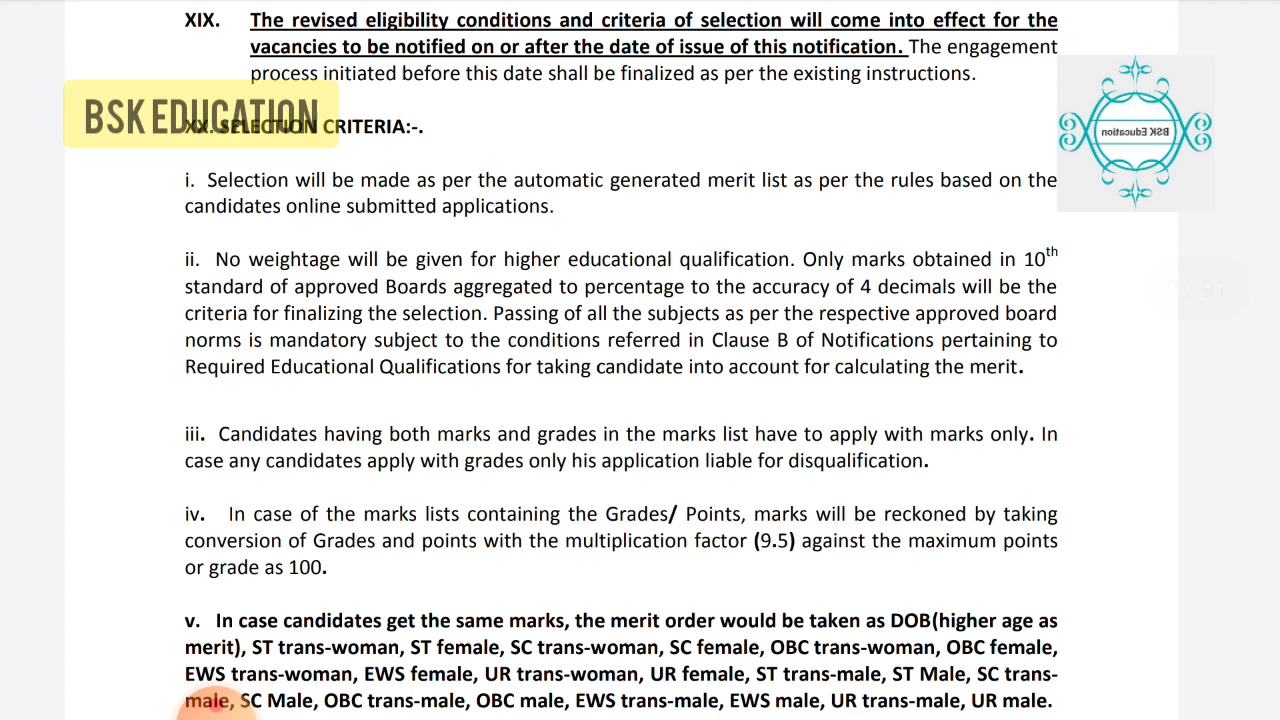 XIX. The revised eligibility conditions and criteria of selection will come into effect for the
vacancies to be notified on or after the date of issue of this notification. The engagement
process initiated before this date shall be finalized as per the existing instructions.
BSK EDUCATION
XX. SELECTION CRITERIA:-.
BSK Education
i. Selection will be made as per the automatic generated merit list as per the rules based on the
candidates online submitted applications.
ii. No weightage will be given for higher educational qualification. Only marks obtained in 10th
standard of approved Boards aggregated to percentage to the accuracy of 4 decimals will be the
criteria for finalizing the selection. Passing of all the subjects as per the respective approved board
norms is mandatory subject to the conditions referred in Clause B of Notifications pertaining to
Required Educational Qualifications for taking candidate into account for calculating the merit.
iii. Candidates having both marks and grades in the marks list have to apply with marks only. In
case any candidates apply with grades only his application liable for disqualification.
iv. In case of the marks lists containing the Grades/ Points, marks will be reckoned by taking
conversion of Grades and points with the multiplication factor (9.5) against the maximum points
or grade as 100.
v. In case candidates get the same marks, the merit order would be taken as DOB(higher age as
merit), ST trans-woman, ST female, SC trans-woman, SC female, OBC trans-woman, OBC female,
EWS trans-woman, EWS female, UR trans-woman, UR female, ST trans-male, ST Male, SC trans-
male, SC Male, OBC trans-male, OBC male, EWS trans-male, EWS male, UR trans-male, UR male.